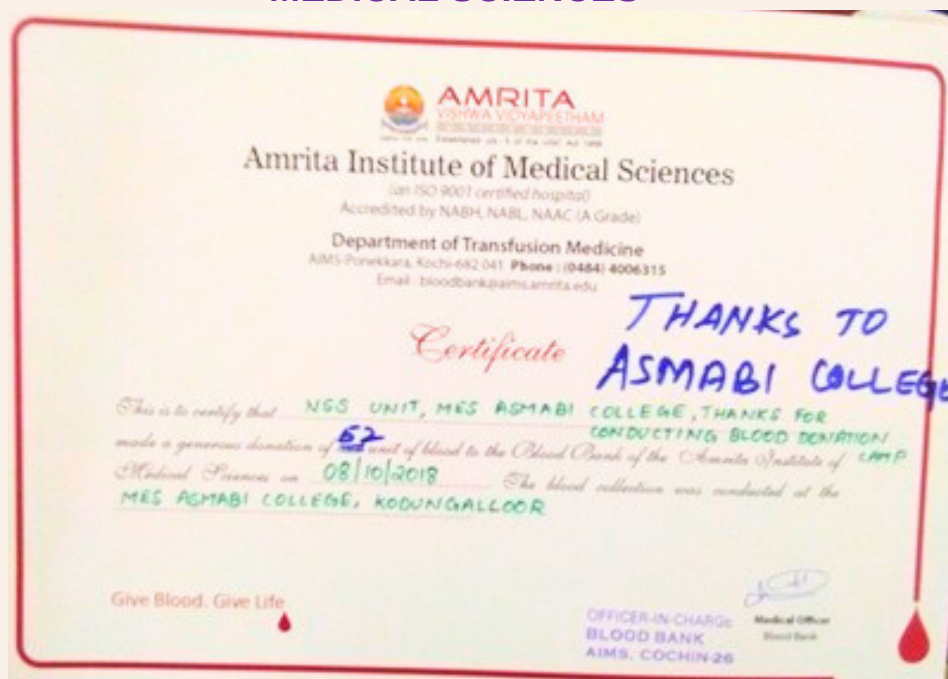 MEDICAL SCIENCES
AMRITA
VISHWA VIDYAPEETHAM
Amrita Institute of Medical Sciences
(an ISO 9001 certified hospital)
Accredited by NABH, NABL, NAAC (A Grade)
Department of Transfusion Medicine
AIMS-Ponekkara, Kochi-682 041 Phone : (0484) 4006315
Email : bloodbank@aims.amrita.edu
THANKS TO
ASMABI COLLEGE
Certificate
This is to certify that NSS UNIT, MES ASMABI COLLEGE, THANKS FOR
CONDUCTING BLOOD DONATION
made a generous donation of unit of blood to the Blood Bank of the Amrita Institute of CAMP
Medical Sciences on 08/10/2018 The blood collection was conducted at the
MES ASMABI COLLEGE, KODUNGALLOOR
Give Blood. Give Life
OFFICER-IN-CHARGE
BLOOD BANK
AIMS, COCHIN-26
Medical Officer
Blood Bank